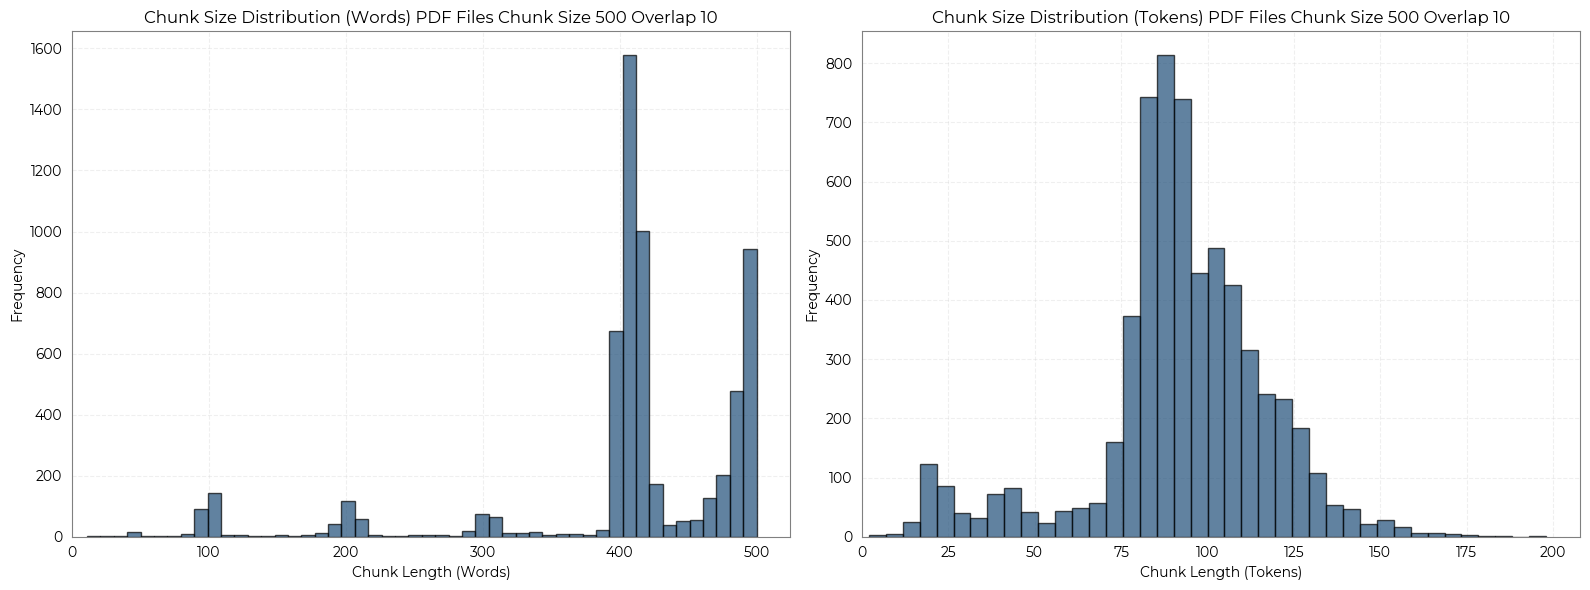 Chunk Size Distribution (Words) PDF Files Chunk Size 500 Overlap 10
1600
1400
1200
1000
800
600
400
200
0
Frequency
0 100 200 300 400 500
Chunk Length (Words)
Chunk Size Distribution (Tokens) PDF Files Chunk Size 500 Overlap 10
800
700
600
500
400
300
200
100
0
Frequency
0 25 50 75 100 125 150 175 200
Chunk Length (Tokens)